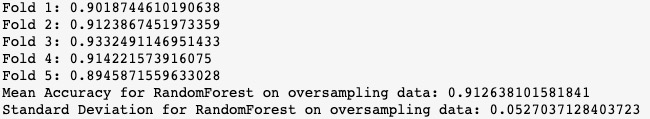 Fold 1: 0.9018744610190638
Fold 2: 0.9123867451973359
Fold 3: 0.9332491146951433
Fold 4: 0.914221573916075
Fold 5: 0.8945871559633028
Mean Accuracy for RandomForest on oversampling data: 0.912638101581841
Standard Deviation for RandomForest on oversampling data: 0.0527037128403723